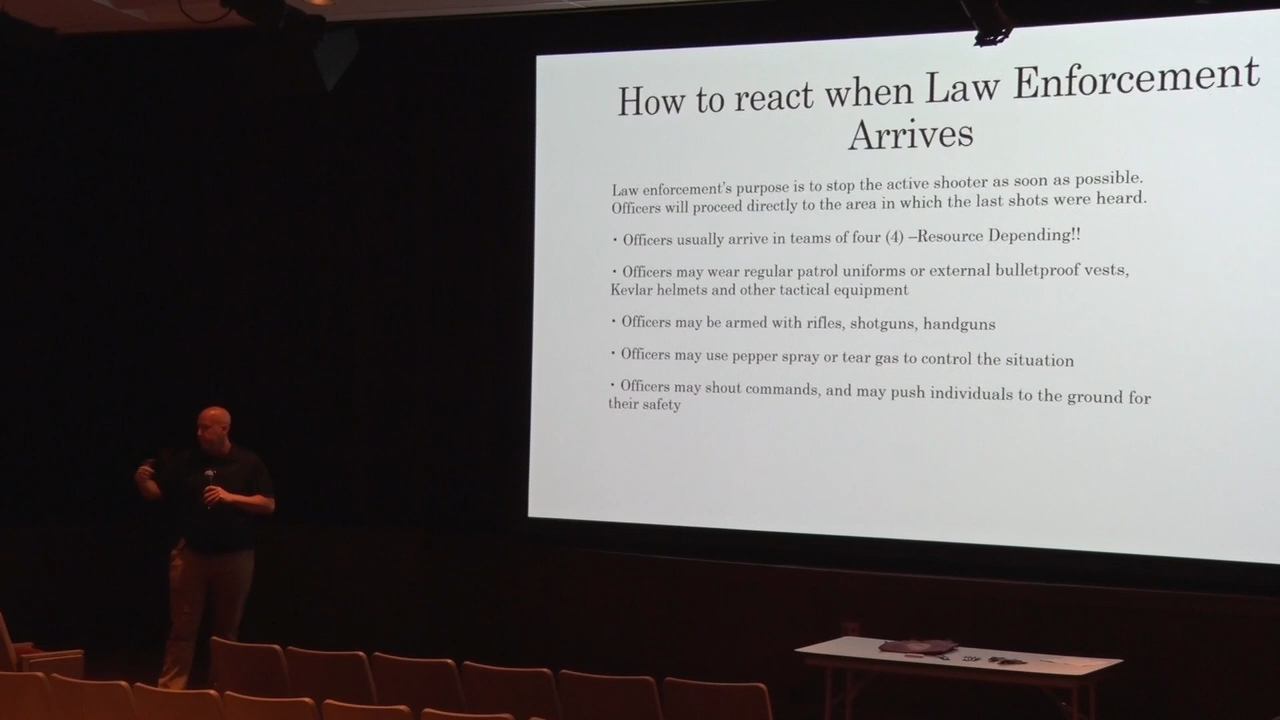 How to react when Law Enforcement
Arrives
Law enforcement's purpose is to stop the active shooter as soon as possible.
Officers will proceed directly to the area in which the last shots were heard.
• Officers usually arrive in teams of four (4) –Resource Depending!!
• Officers may wear regular patrol uniforms or external bulletproof vests,
Kevlar helmets and other tactical equipment
• Officers may be armed with rifles, shotguns, handguns
• Officers may use pepper spray or tear gas to control the situation
• Officers may shout commands, and may push individuals to the ground for
their safety